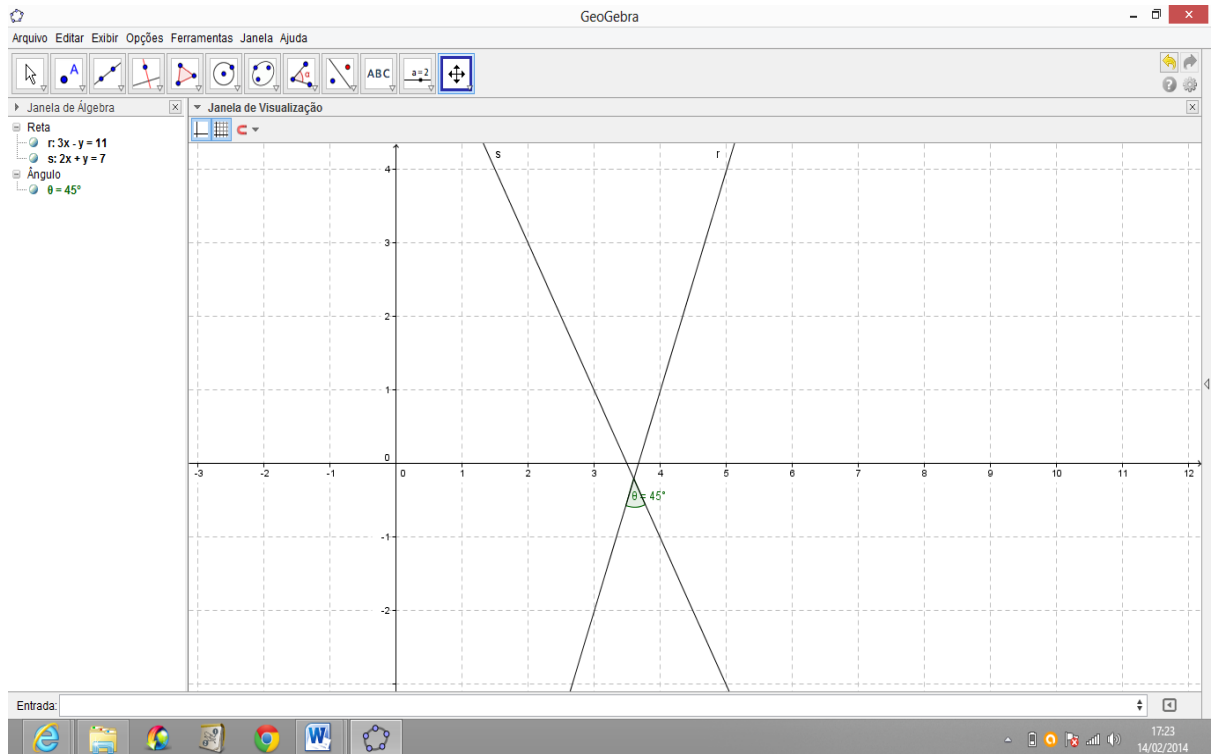 GeoGebra
Arquivo Editar Exibir Opções Ferramentas Janela Ajuda
A
α
ABC
a=2
Janela de Álgebra
Janela de Visualização
Reta
r: 3x - y = 11
s: 2x + y = 7
Ângulo
θ = 45°
s
r
4
3
2
1
0
-3 -2 -1 0 1 2 3 4 5 6 7 8 9 10 11 12
θ = 45°
-1
-2
Entrada:
17:23
14/02/2014